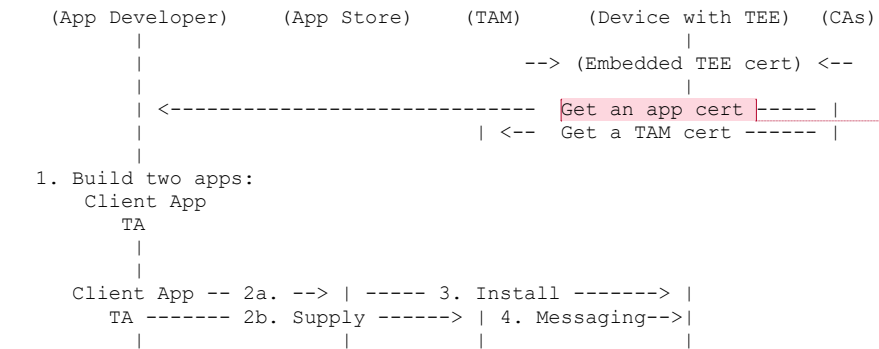 (App Developer) (App Store) (TAM) (Device with TEE) (CAs)
| |
| --> (Embedded TEE cert) <--
| |
| <------------------------------ Get an app cert ----- |
| | <-- Get a TAM cert ------ |
|
1. Build two apps:
Client App
TA
|
|
Client App -- 2a. --> | ----- 3. Install -------> |
TA ------- 2b. Supply ------> | 4. Messaging-->|
| | | |